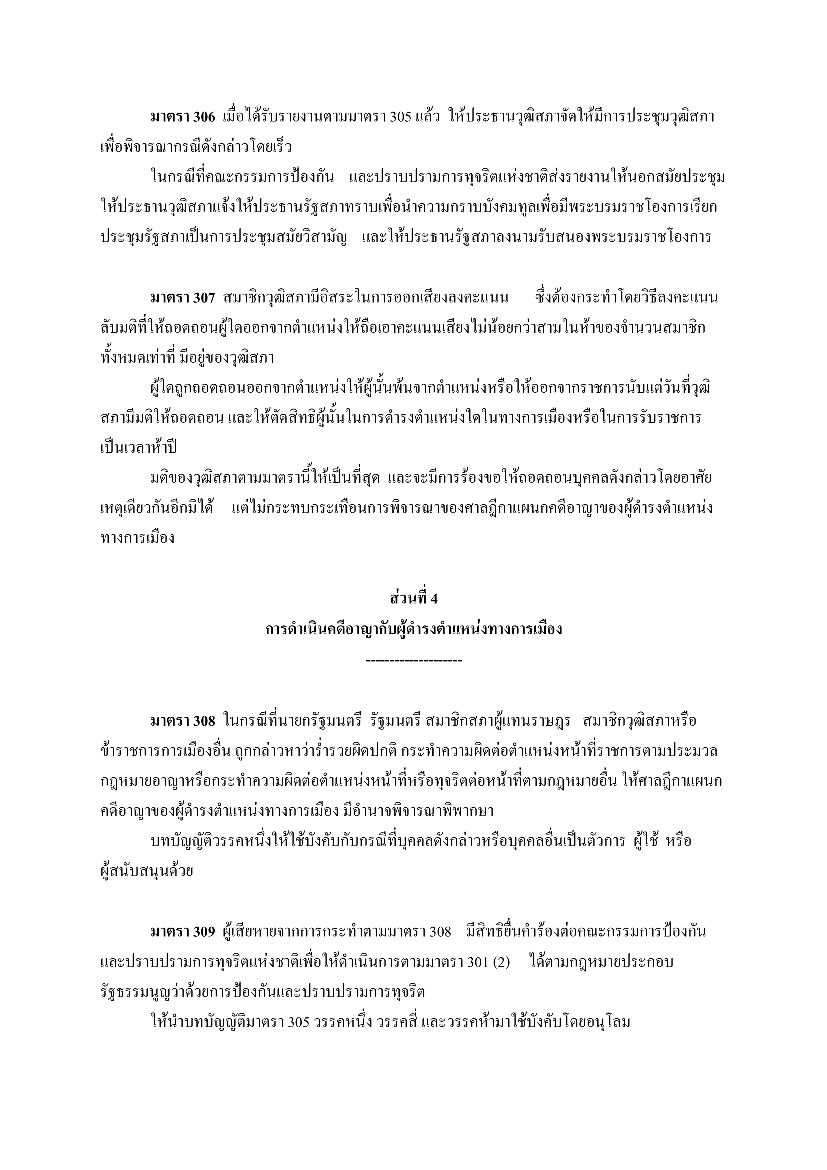 มาตรา 306 เมื่อได้รับรายงานตามมาตรา 305 แล้ว ให้ประธานวุฒิสภาจัดให้มีการประชุมวุฒิสภา
เพื่อพิจารณากรณีดังกล่าวโดยเร็ว
ในกรณีที่คณะกรรมการป้องกัน และปราบปรามการทุจริตแห่งชาติส่งรายงานให้นอกสมัยประชุม
ให้ประธานวุฒิสภาแจ้งให้ประธานรัฐสภาทราบเพื่อนำความกราบบังคมทูลเพื่อมีพระบรมราชโองการเรียก
ประชุมรัฐสภาเป็นการประชุมสมัยวิสามัญ และให้ประธานรัฐสภาลงนามรับสนองพระบรมราชโองการ
มาตรา 307 สมาชิกวุฒิสภามีอิสระในการออกเสียงลงคะแนน ซึ่งต้องกระทำโดยวิธีลงคะแนน
ลับมติที่ให้ถอดถอนผู้ใดออกจากตำแหน่งให้ถือเอาคะแนนเสียงไม่น้อยกว่าสามในห้าของจำนวนสมาชิก
ทั้งหมดเท่าที่ มีอยู่ของวุฒิสภา
ผู้ใดถูกถอดถอนออกจากตำแหน่งให้ผู้นั้นพ้นจากตำแหน่งหรือให้ออกจากราชการนับแต่วันที่วุฒิ
สภามีมติให้ถอดถอน และให้ตัดสิทธิผู้นั้นในการดำรงตำแหน่งใดในทางการเมืองหรือในการรับราชการ
เป็นเวลาห้าปี
มติของวุฒิสภาตามมาตรานี้ให้เป็นที่สุด และจะมีการร้องขอให้ถอดถอนบุคคลดังกล่าวโดยอาศัย
เหตุเดียวกันอีกมิได้ แต่ไม่กระทบกระเทือนการพิจารณาของศาลฎีกาแผนกคดีอาญาของผู้ดำรงตำแหน่ง
ทางการเมือง
ส่วนที่ 4
การดำเนินคดีอาญากับผู้ดำรงตำแหน่งทางการเมือง
--------------------
มาตรา 308 ในกรณีที่นายกรัฐมนตรี รัฐมนตรี สมาชิกสภาผู้แทนราษฎร สมาชิกวุฒิสภาหรือ
ข้าราชการการเมืองอื่น ถูกกล่าวหาว่าร่ำรวยผิดปกติ กระทำความผิดต่อตำแหน่งหน้าที่ราชการตามประมวล
กฎหมายอาญาหรือกระทำความผิดต่อตำแหน่งหน้าที่หรือทุจริตต่อหน้าที่ตามกฎหมายอื่น ให้ศาลฎีกาแผนก
คดีอาญาของผู้ดำรงตำแหน่งทางการเมือง มีอำนาจพิจารณาพิพากษา
บทบัญญัติวรรคหนึ่งให้ใช้บังคับกับกรณีที่บุคคลดังกล่าวหรือบุคคลอื่นเป็นตัวการ ผู้ใช้ หรือ
ผู้สนับสนุนด้วย
มาตรา 309 ผู้เสียหายจากการกระทำตามมาตรา 308 มีสิทธิยื่นคำร้องต่อคณะกรรมการป้องกัน
และปราบปรามการทุจริตแห่งชาติเพื่อให้ดำเนินการตามมาตรา 301 (2) ได้ตามกฎหมายประกอบ
รัฐธรรมนูญว่าด้วยการป้องกันและปราบปรามการทุจริต
ให้นำบทบัญญัติมาตรา 305 วรรคหนึ่ง วรรคสี่ และวรรคห้ามาใช้บังคับโดยอนุโลม